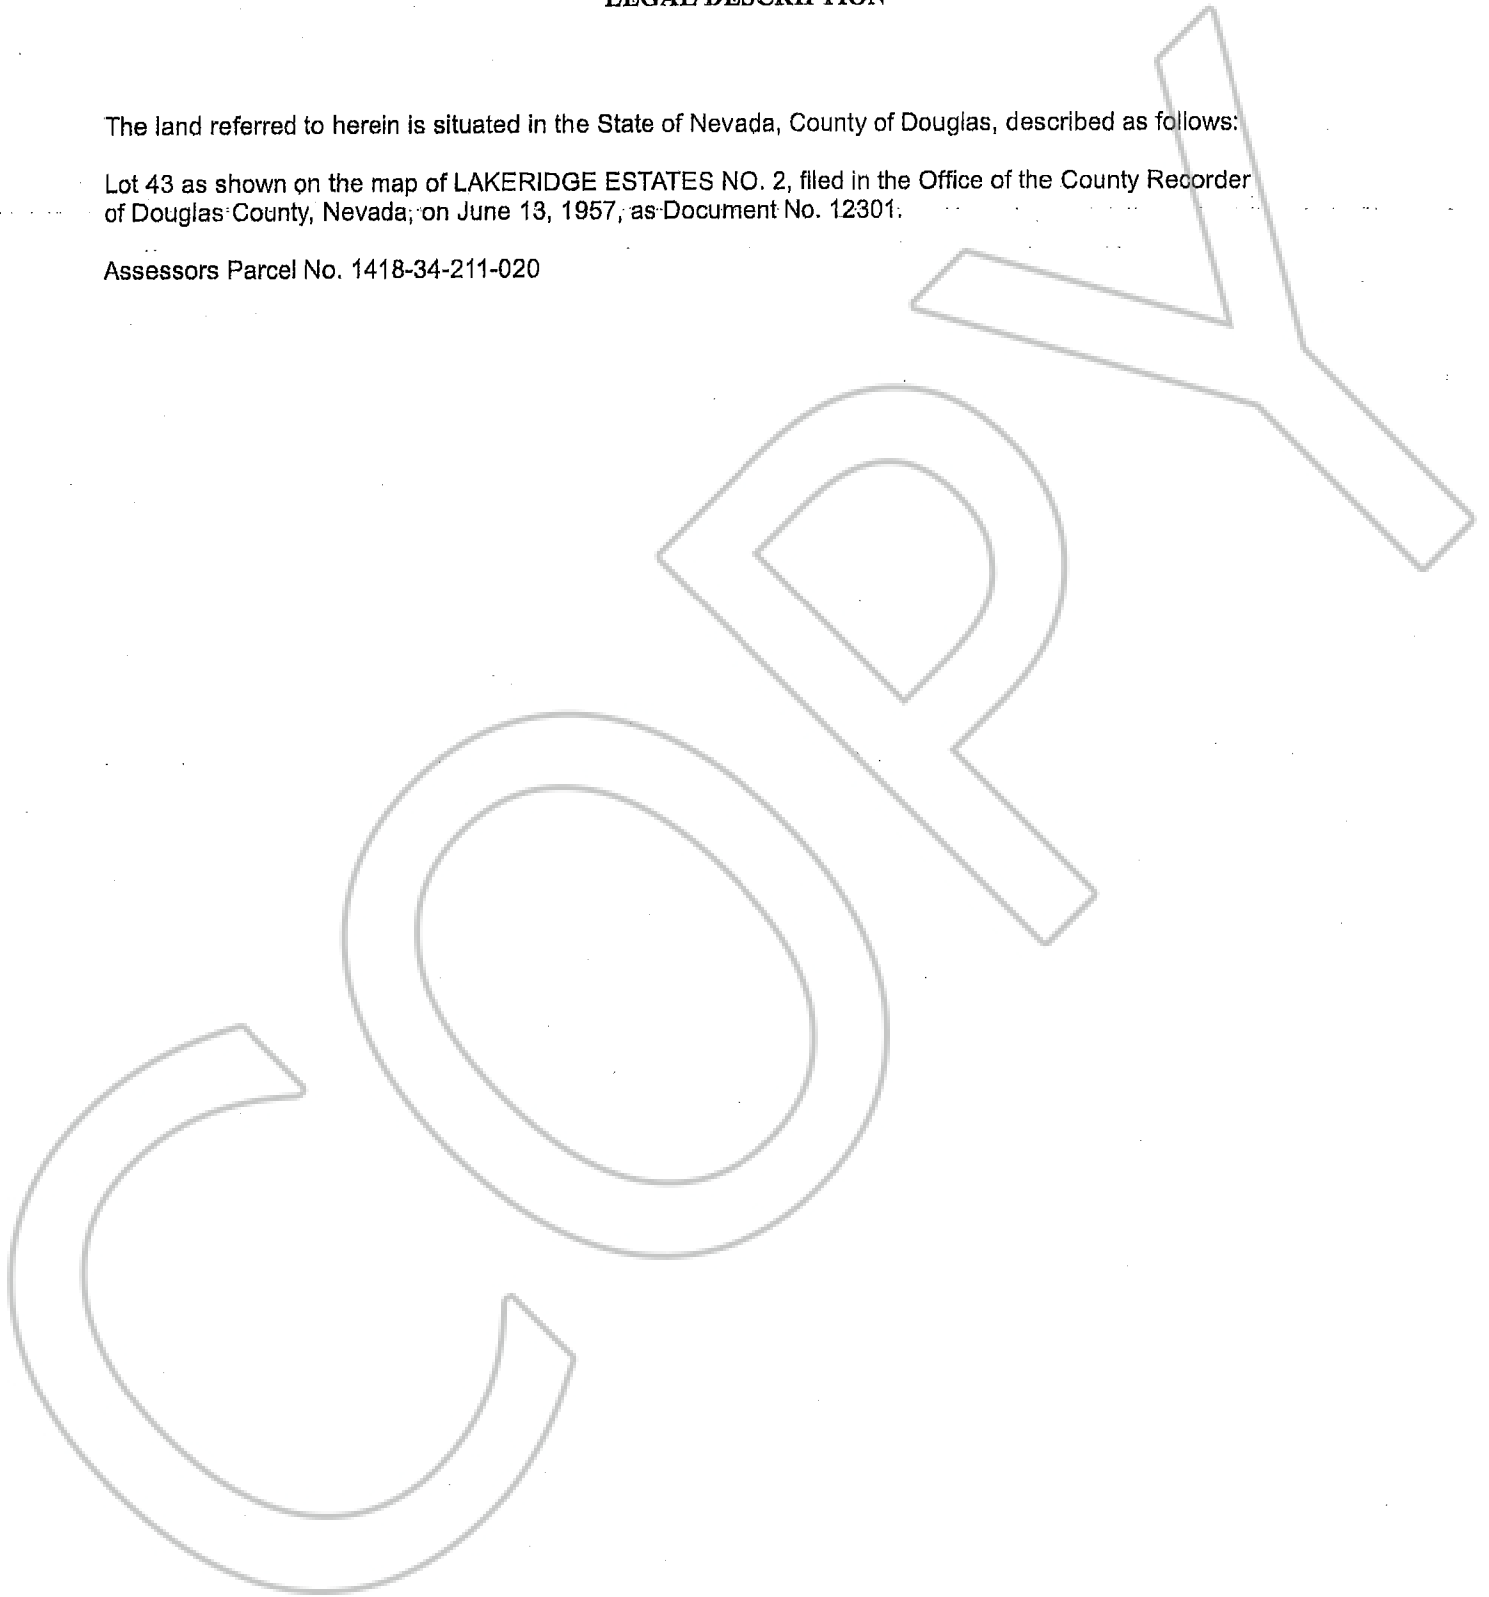 LEGAL DESCRIPTION
The land referred to herein is situated in the State of Nevada, County of Douglas, described as follows:
Lot 43 as shown on the map of LAKERIDGE ESTATES NO. 2, filed in the Office of the County Recorder
of Douglas County, Nevada, on June 13, 1957, as Document No. 12301.
Assessors Parcel No. 1418-34-211-020
COPY